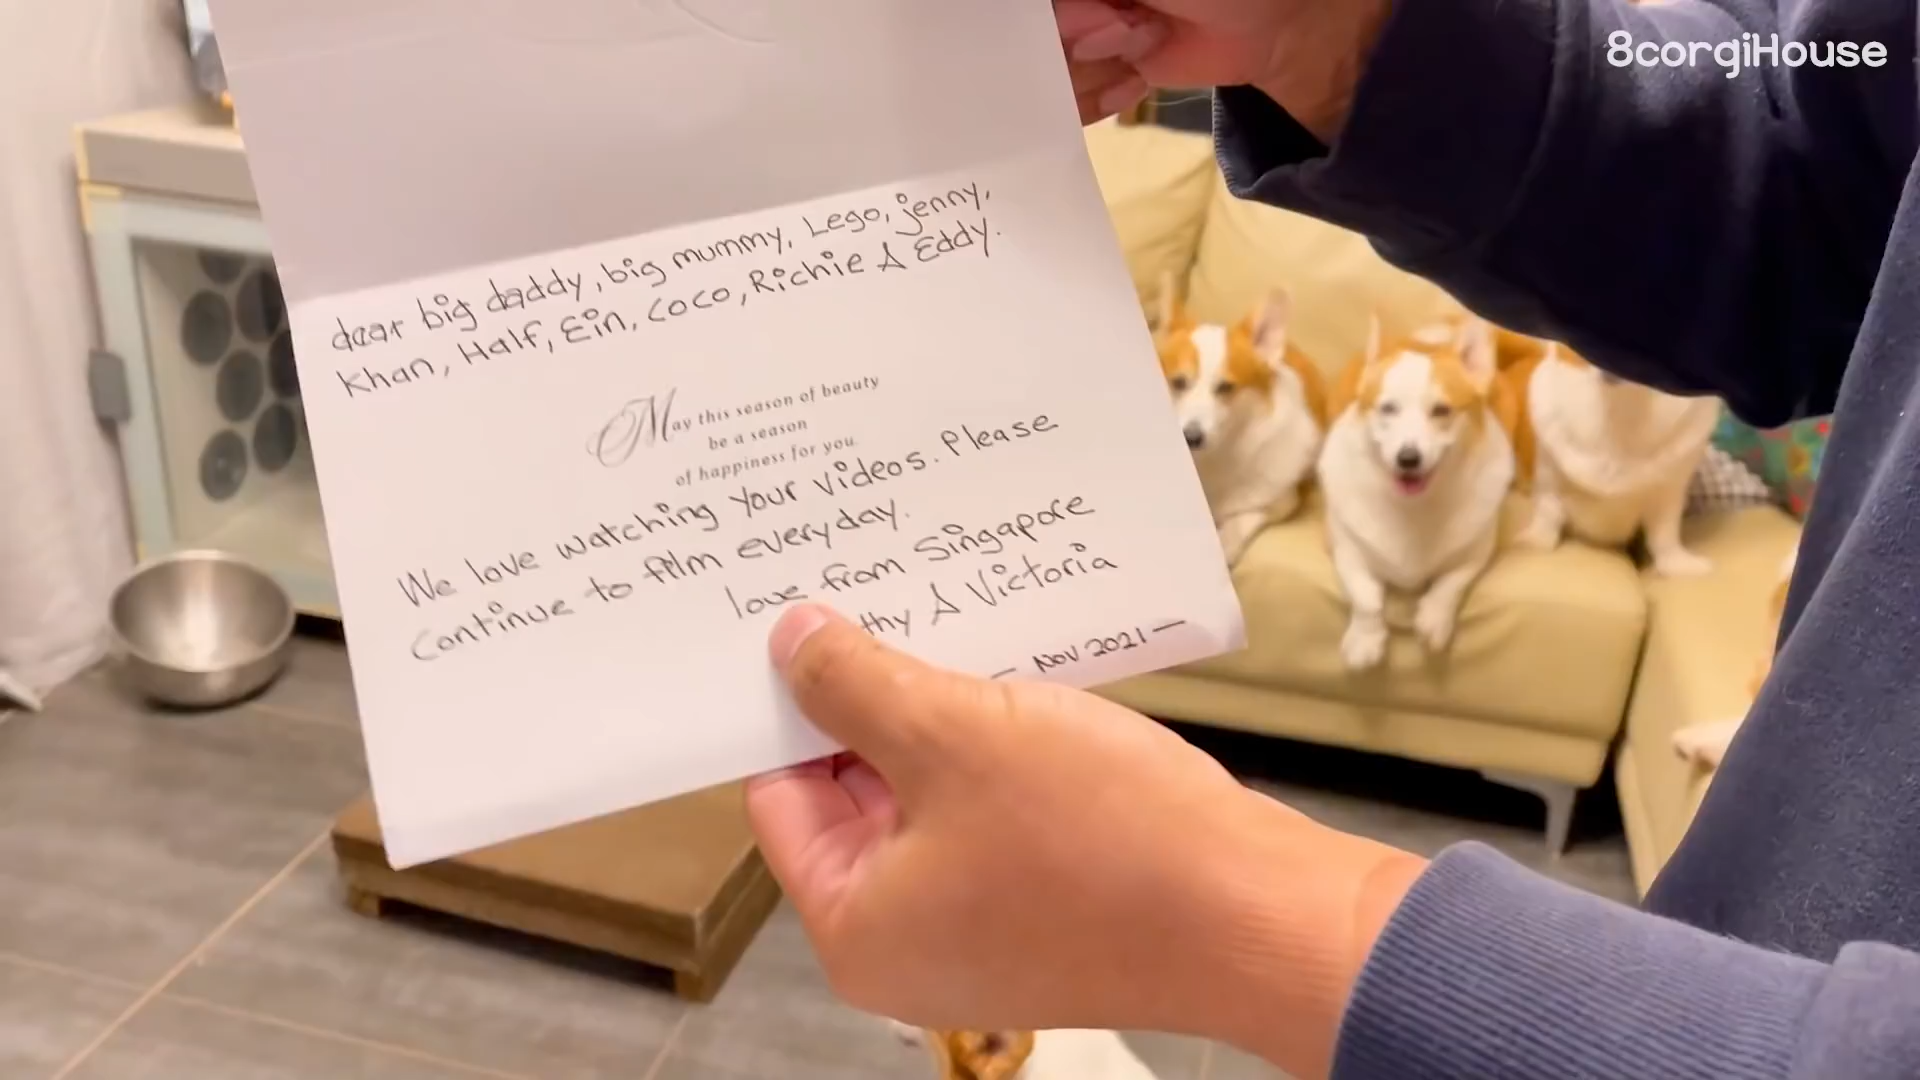 8corgiHouse
dear big daddy, big mummy, Lego, jenny,
Khan, Half, Ein, Coco, Richie & Eddy.
May this season of beauty
be a season
of happiness for you.
We love watching your videos. Please
continue to film everyday.
love from Singapore
thy & Victoria
— NOV 2021 —